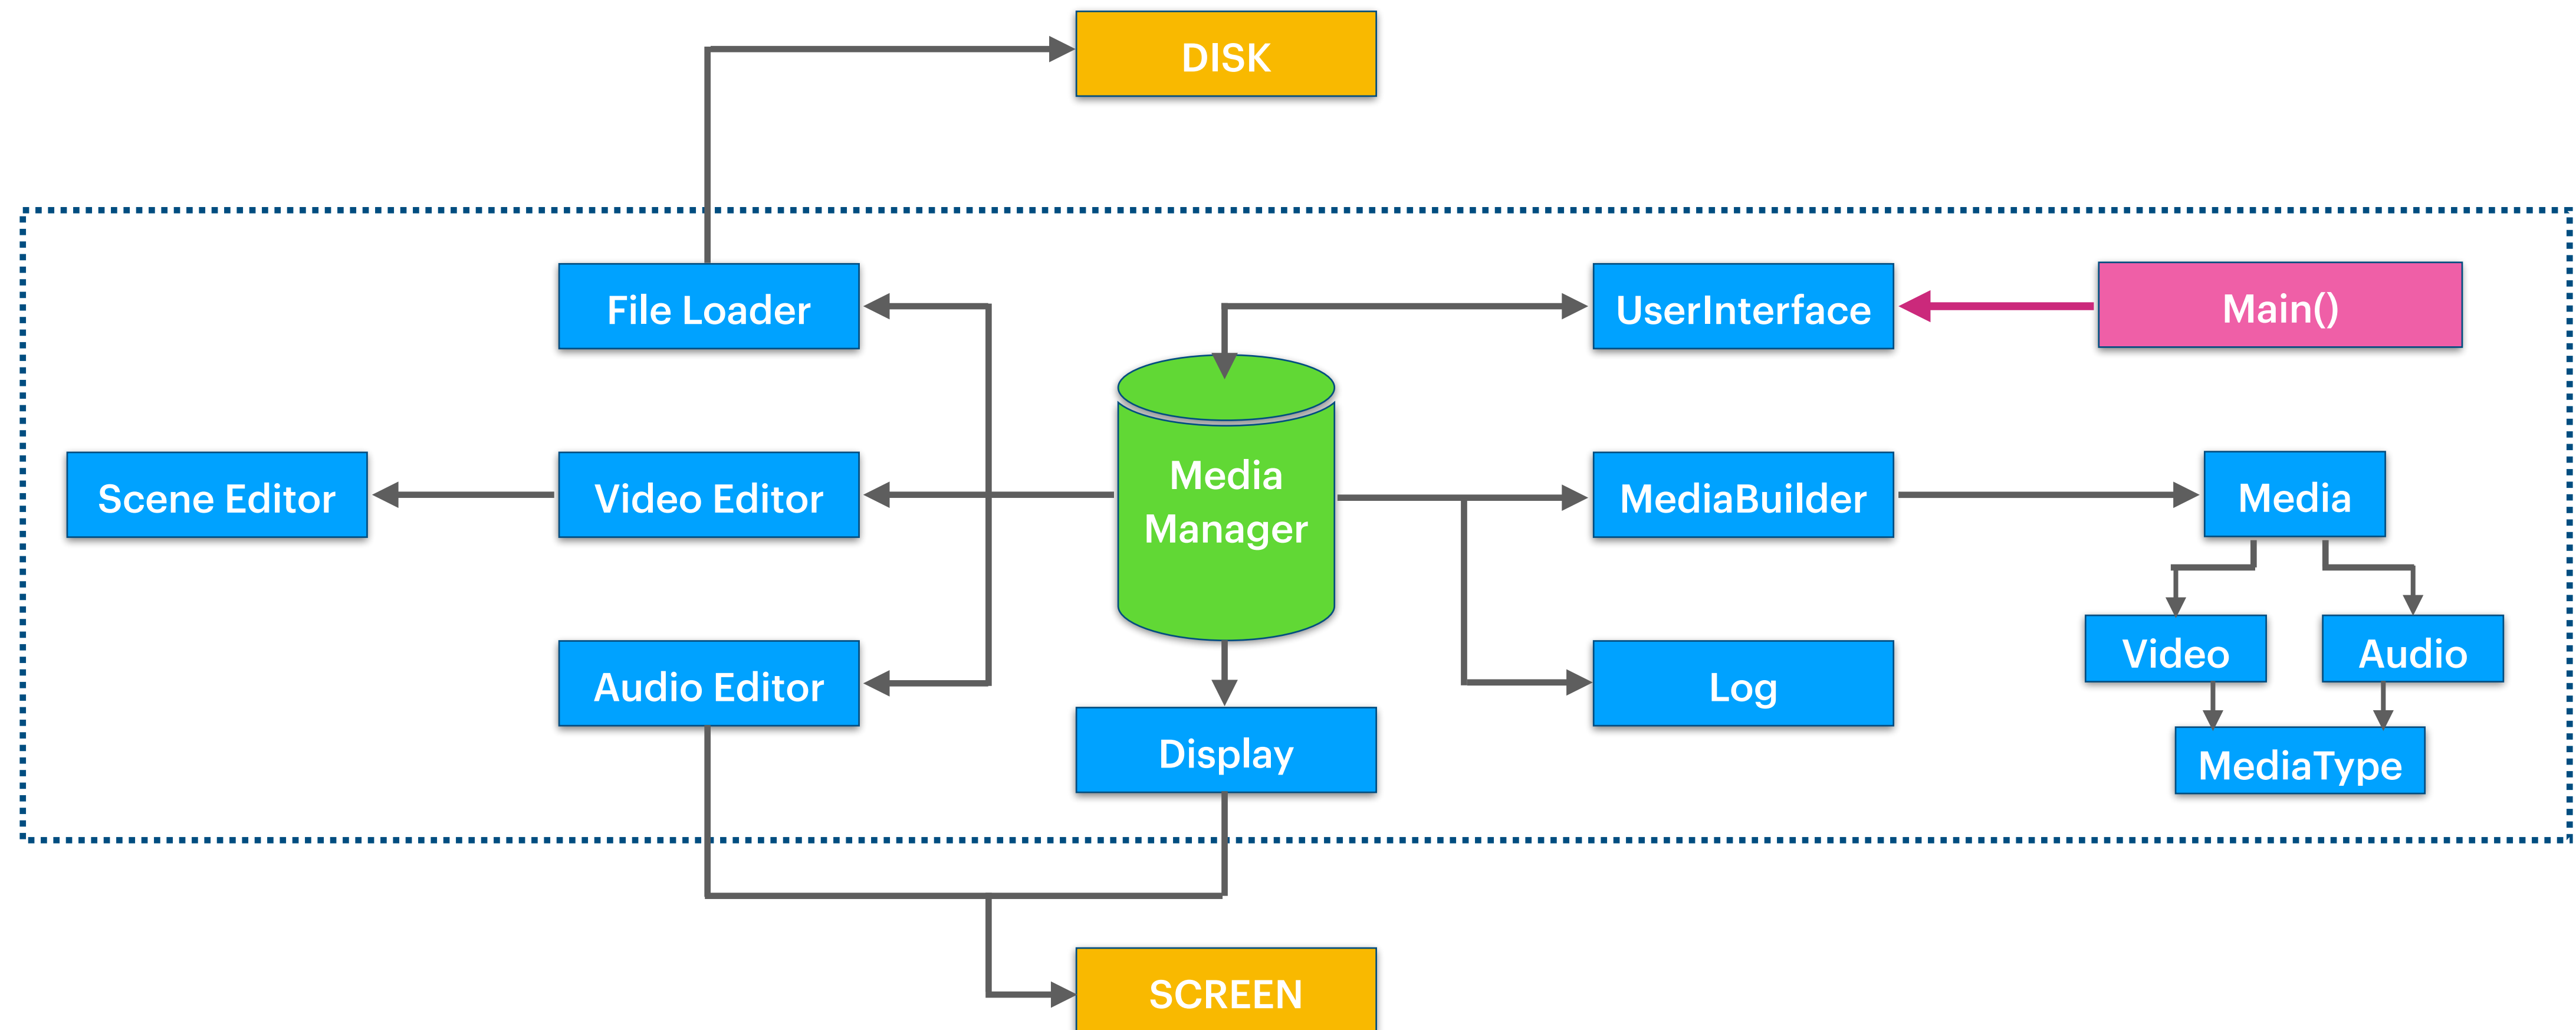 DISK
File Loader
UserInterface
Main()
Scene Editor
Video Editor
Media
Manager
MediaBuilder
Media
Video
Audio
Audio Editor
Log
Display
MediaType
SCREEN